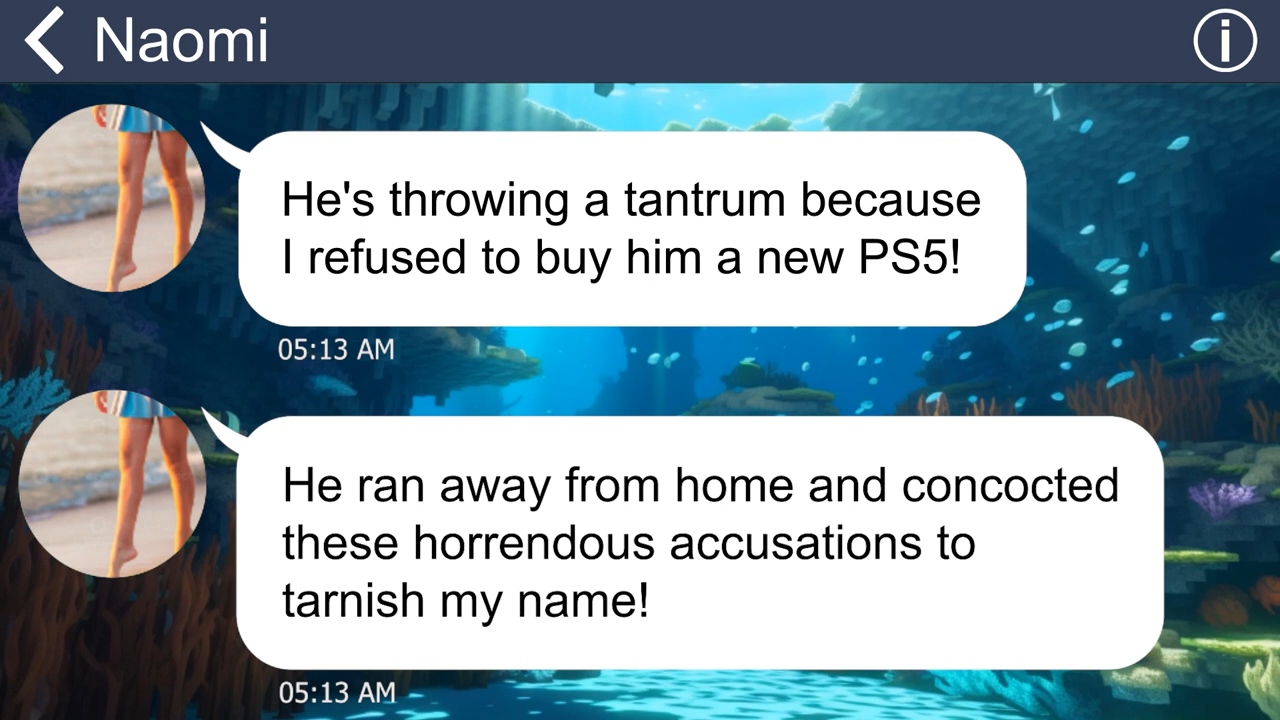 Naomi
He's throwing a tantrum because
I refused to buy him a new PS5!
05:13 AM
He ran away from home and concocted
these horrendous accusations to
tarnish my name!
05:13 AM